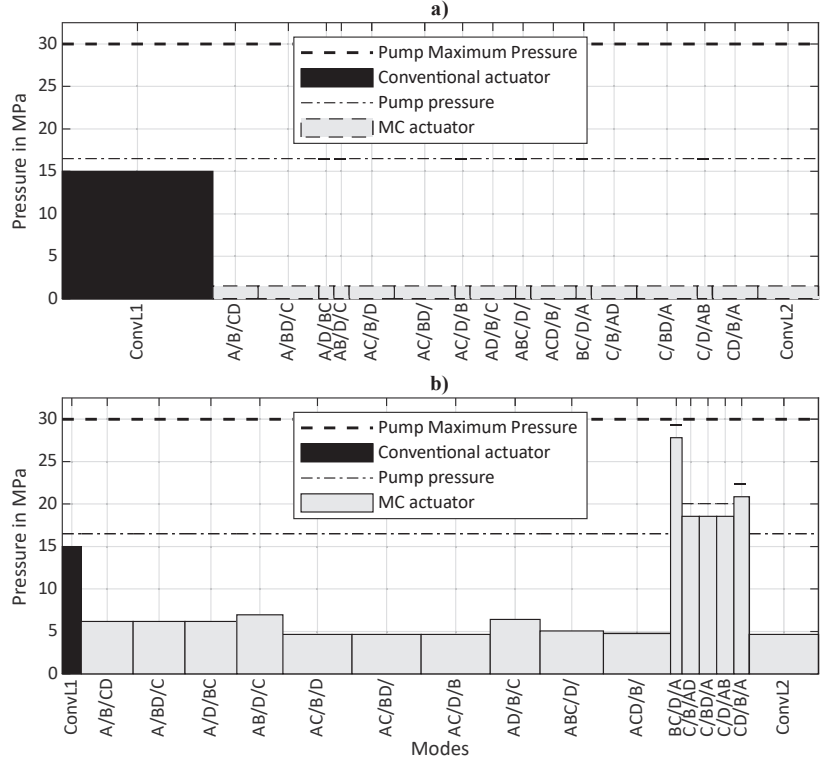 a)
30
25
20
15
10
5
0
Pressure in MPa
Pump Maximum Pressure
Conventional actuator
Pump pressure
MC actuator
ConvL1
A/B/CD
A/BD/C
A/D/BC
AB/D/C
AC/B/D
AC/BD/
AC/D/B
AD/B/C
ABC/D/
ACD/B/
BC/D/A
C/B/AD
C/BD/A
C/D/AB
CD/B/A
ConvL2
b)
30
25
20
15
10
5
0
Pressure in MPa
Pump Maximum Pressure
Conventional actuator
Pump pressure
MC actuator
ConvL1
A/B/CD
A/BD/C
A/D/BC
AB/D/C
AC/B/D
AC/BD/
AC/D/B
AD/B/C
ABC/D/
ACD/B/
BC/D/A
C/B/AD
C/BD/A
C/D/AB
CD/B/A
ConvL2
Modes